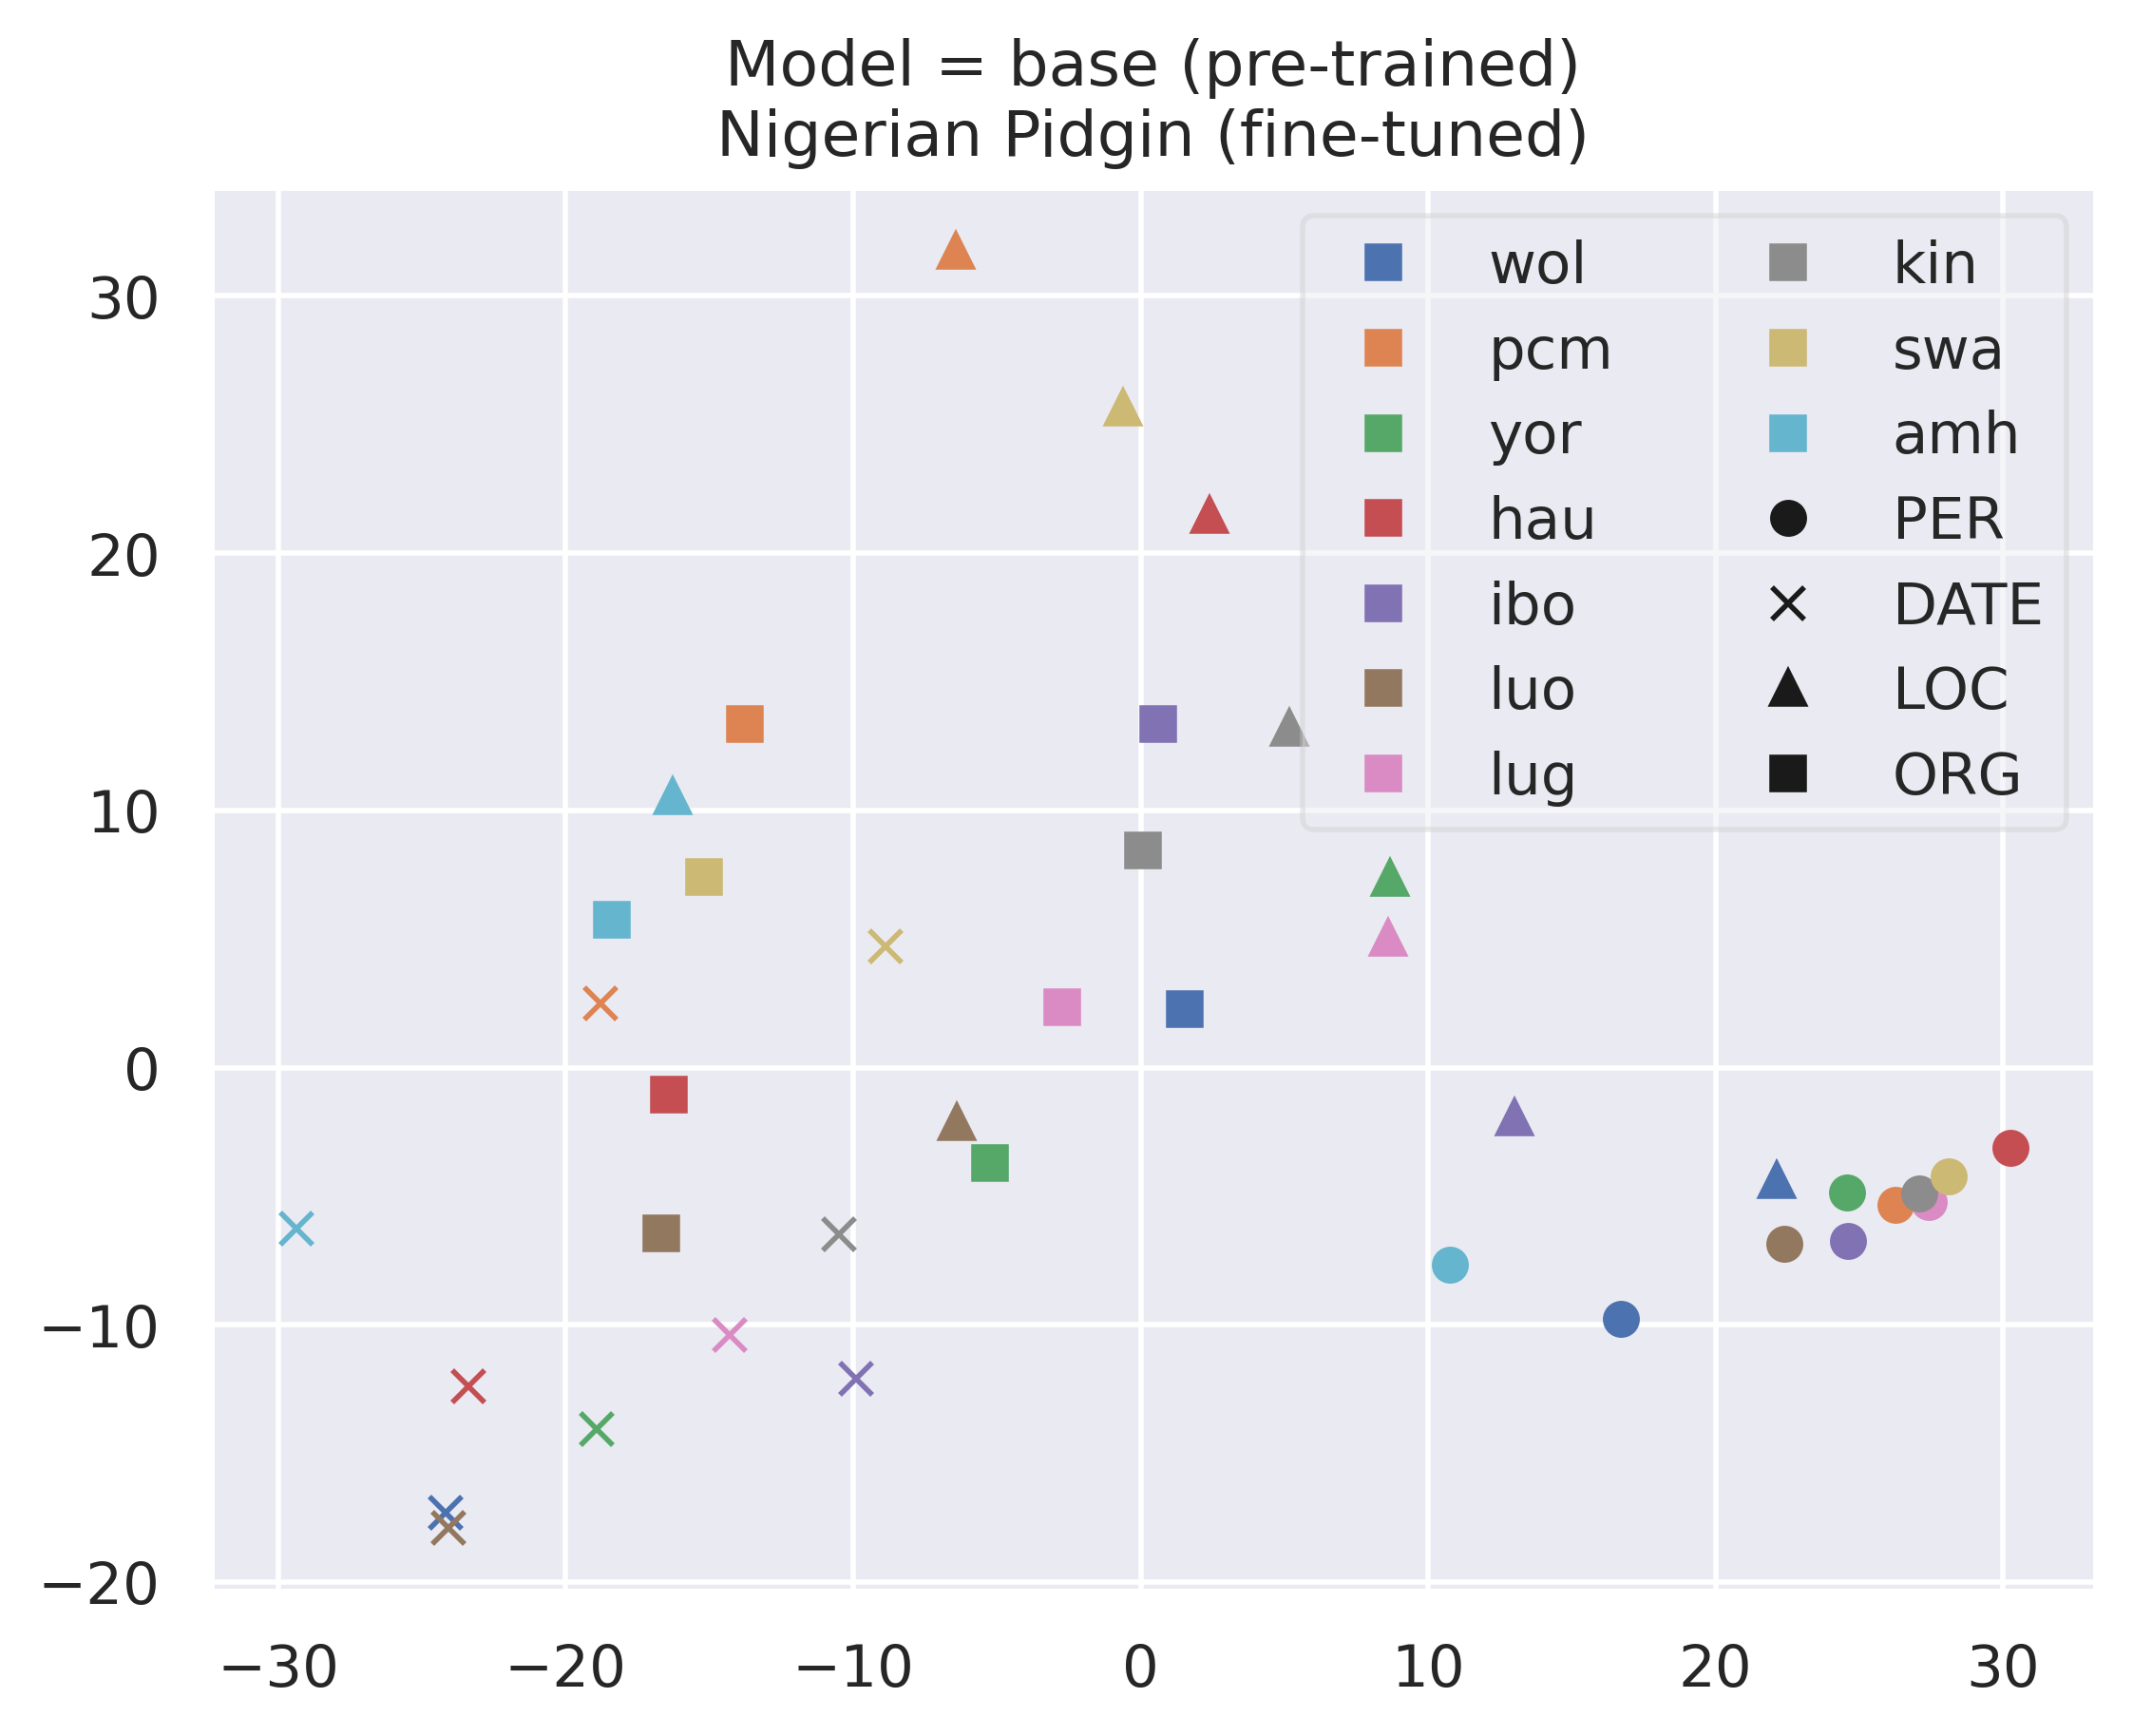 Model = base (pre-trained)
Nigerian Pidgin (fine-tuned)
wol
pcm
yor
hau
ibo
luo
lug
kin
swa
amh
PER
DATE
LOC
ORG
30
20
10
0
−10
−20
−30
−20
−10
0
10
20
30